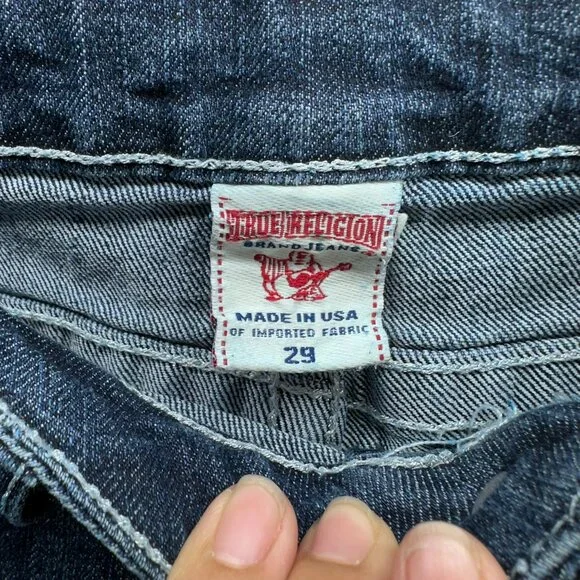 TRUE RELIGION
BRAND JEANS
MADE IN USA
OF IMPORTED FABRIC
29